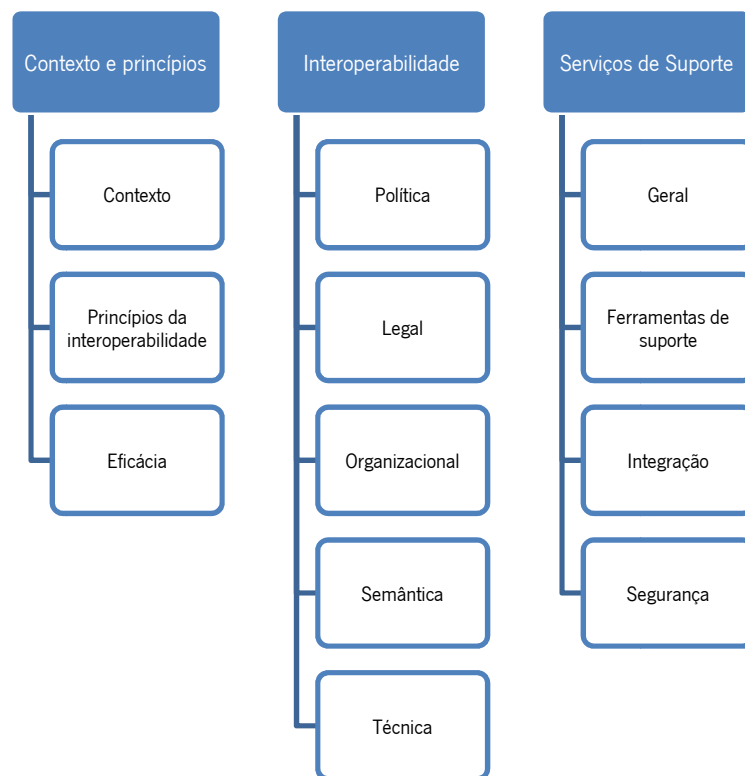 Contexto e princípios
Contexto
Princípios da
interoperabilidade
Eficácia
Interoperabilidade
Política
Legal
Organizacional
Semântica
Técnica
Serviços de Suporte
Geral
Ferramentas de
suporte
Integração
Segurança